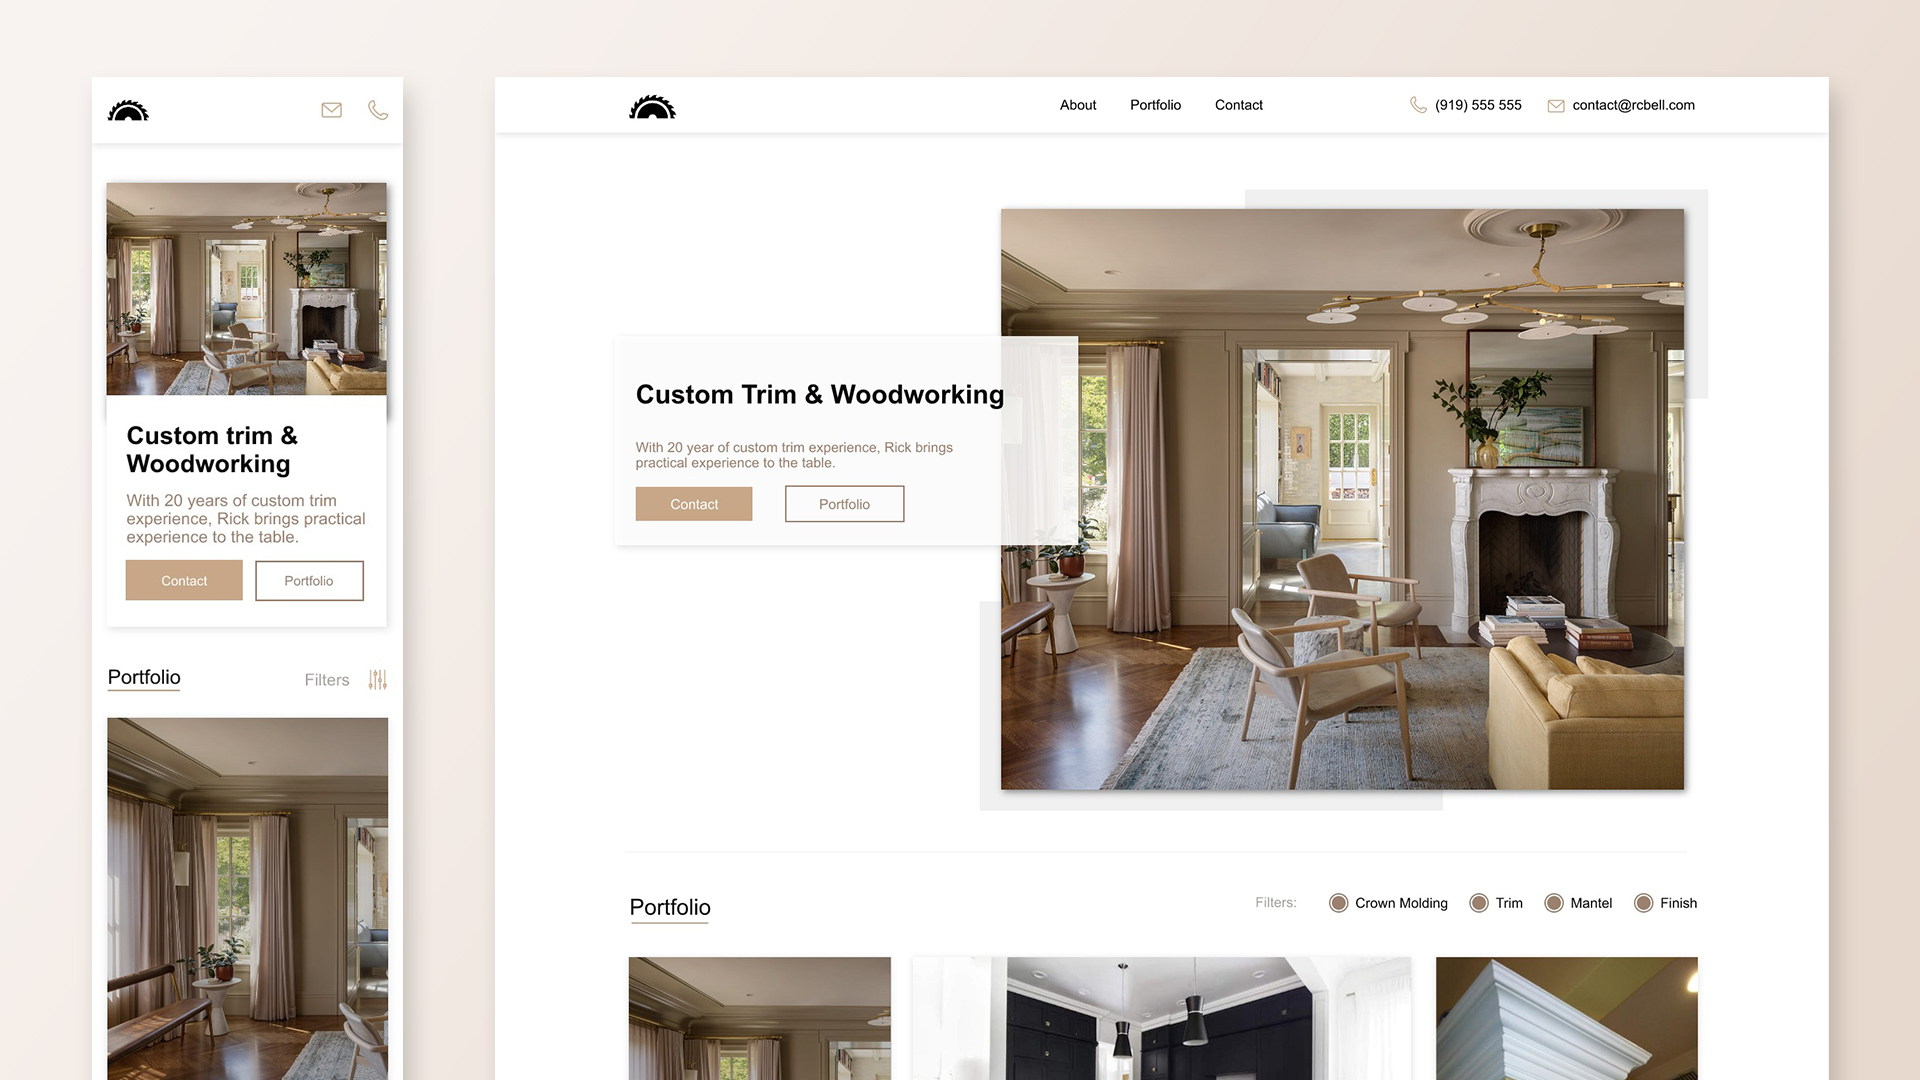 Custom trim &
Woodworking
With 20 years of custom trim
experience, Rick brings practical
experience to the table.
Contact
Portfolio
Portfolio
Filters
About
Portfolio
Contact
(919) 555 555
contact@rcbell.com
Custom Trim & Woodworking
With 20 year of custom trim experience, Rick brings
practical experience to the table.
Contact
Portfolio
Portfolio
Filters:
Crown Molding
Trim
Mantel
Finish